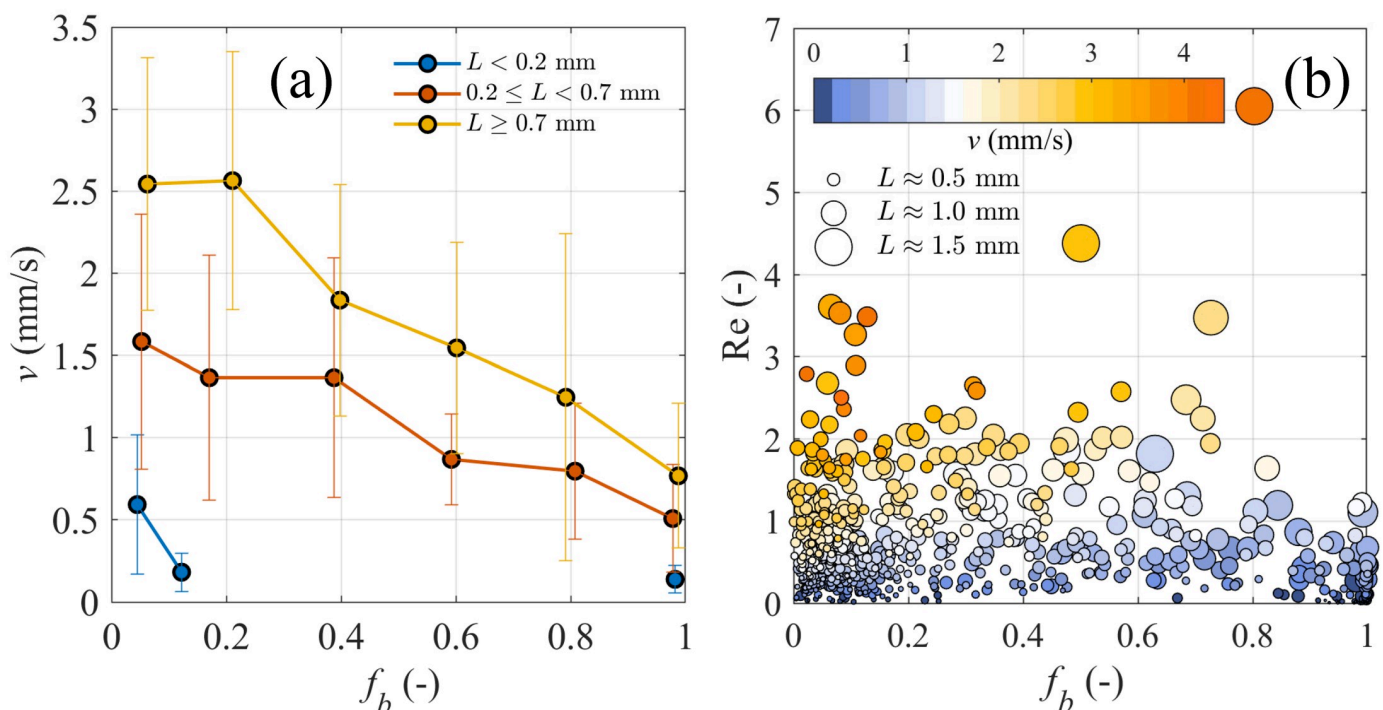 (a)
L < 0.2 mm
0.2 ≤ L < 0.7 mm
L ≥ 0.7 mm
3.5
3
2.5
2
1.5
1
0.5
0
v (mm/s)
0 0.2 0.4 0.6 0.8 1
f_b (-)
(b)
0 1 2 3 4
v (mm/s)
L ≈ 0.5 mm
L ≈ 1.0 mm
L ≈ 1.5 mm
7
6
5
4
3
2
1
0
Re (-)
0 0.2 0.4 0.6 0.8 1
f_b (-)